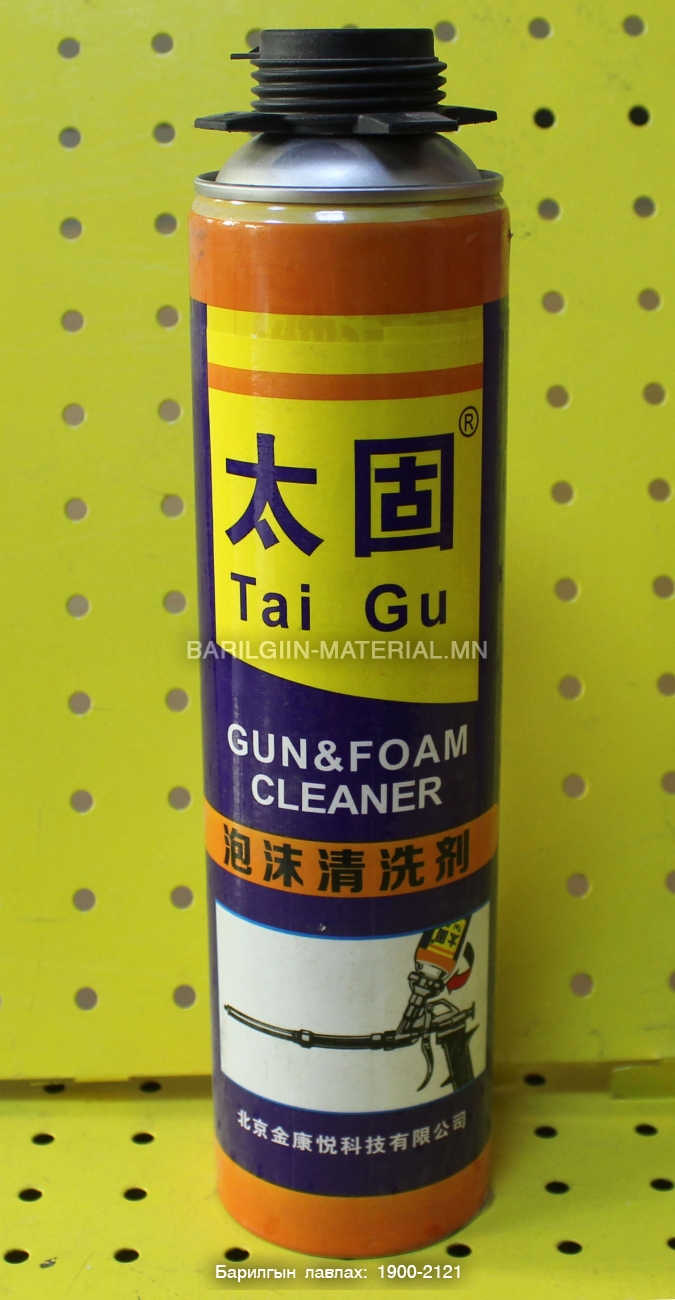 太固®
Tai Gu
BARILGIIN-MATERIAL.MN
GUN&FOAM
CLEANER
泡沫清洗剂
北京金康悦科技有限公司
Барилгын лавлах: 1900-2121